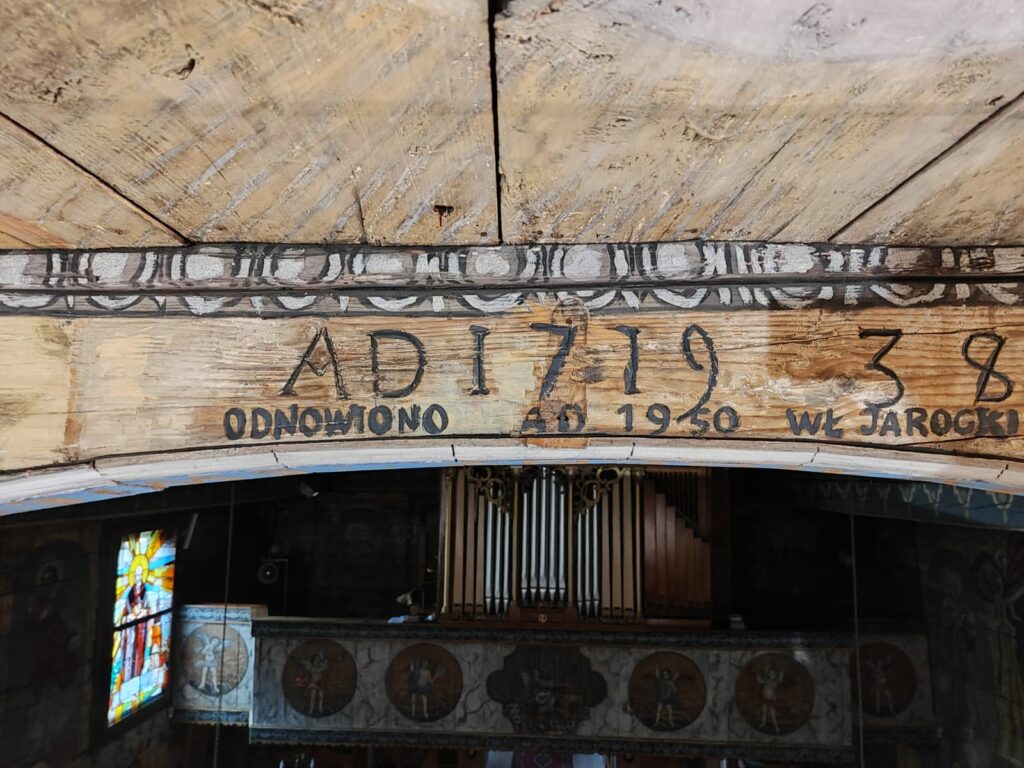 AD 1719 38
ODNOWIONO AD 1950 WŁ JAROCKI